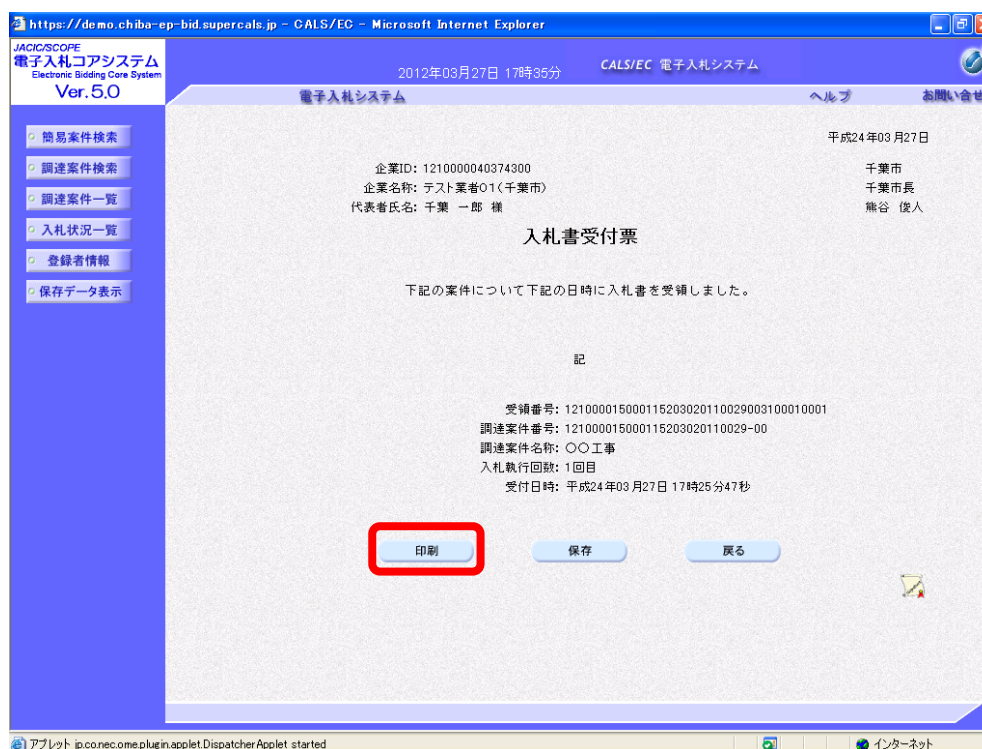 https://demo.chiba-ep-bid.supercals.jp - CALS/EC - Microsoft Internet Explorer
JACIC/SCOPE
電子入札コアシステム
Electronic Bidding Core System
Ver.5.0
2012年03月27日 17時35分
CALS/EC 電子入札システム
電子入札システム
ヘルプ
お問い合せ
簡易案件検索
調達案件検索
調達案件一覧
入札状況一覧
登録者情報
保存データ表示
平成24年03月27日
企業ID: 1210000040374300
企業名称: テスト業者01(千葉市)
代表者氏名: 千葉 一郎 様
千葉市
千葉市長
熊谷 俊人
入札書受付票
下記の案件について下記の日時に入札書を受領しました。
記
受領番号: 12100001500011520302011002900310001​0001
調達案件番号: 121000015000115203020110029-00
調達案件名称: 〇〇工事
入札執行回数: 1回目
受付日時: 平成24年03月27日 17時25分47秒
印刷
保存
戻る
アプレット jp.co.nec.ome.plugin.applet.DispatcherApplet started
インターネット